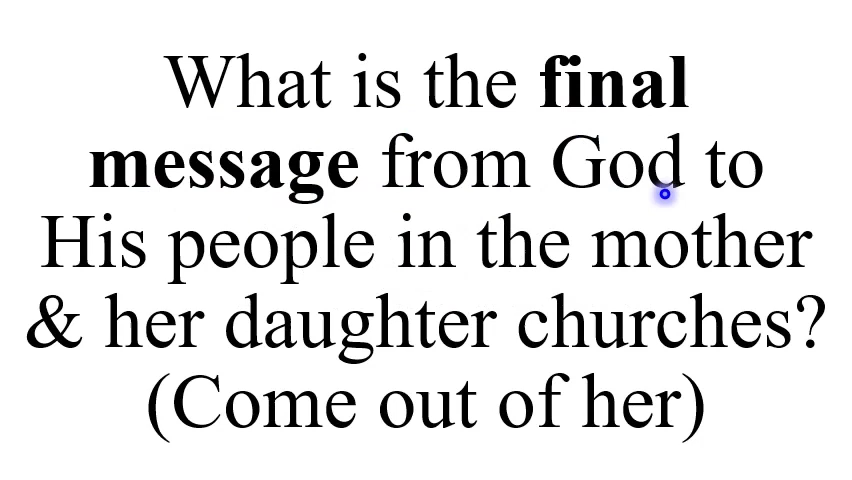 What is the final
message from God to
His people in the mother
& her daughter churches?
(Come out of her)